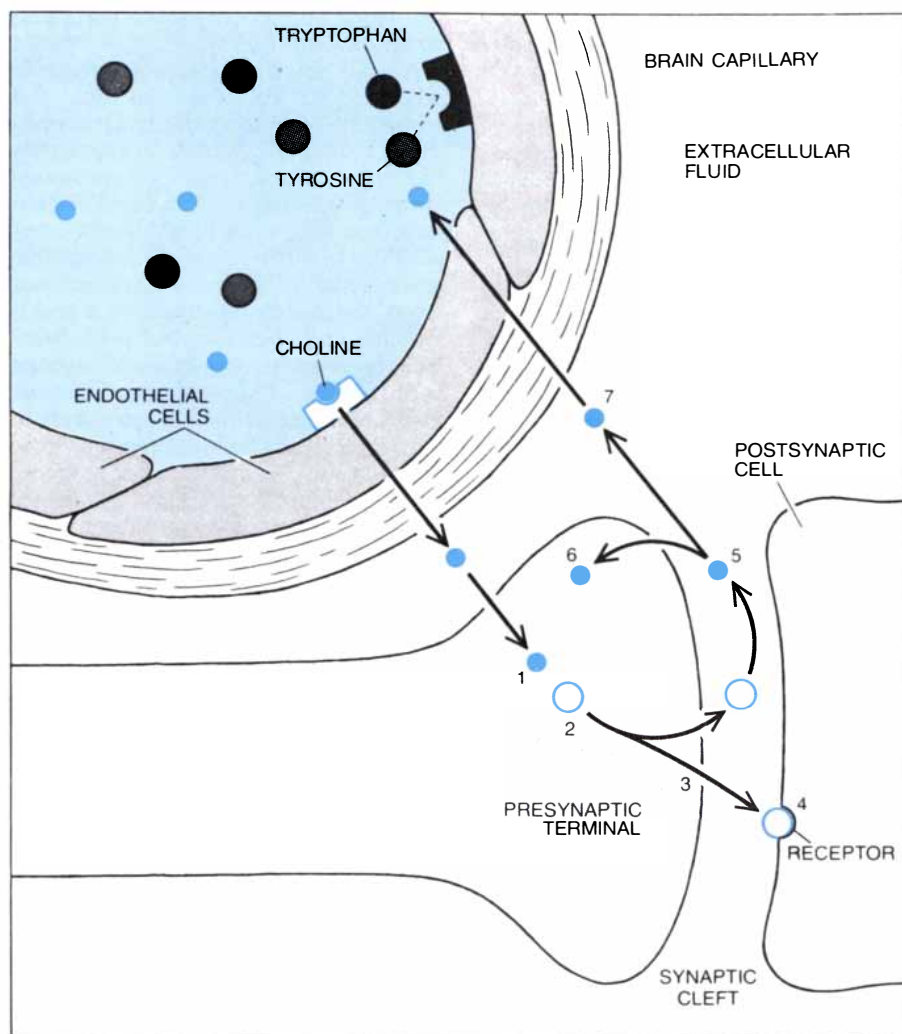 TRYPTOPHAN
BRAIN CAPILLARY
EXTRACELLULAR
FLUID
TYROSINE
CHOLINE
ENDOTHELIAL
CELLS
7
POSTSYNAPTIC
CELL
6
5
1
2
3
4
PRESYNAPTIC
TERMINAL
RECEPTOR
SYNAPTIC
CLEFT